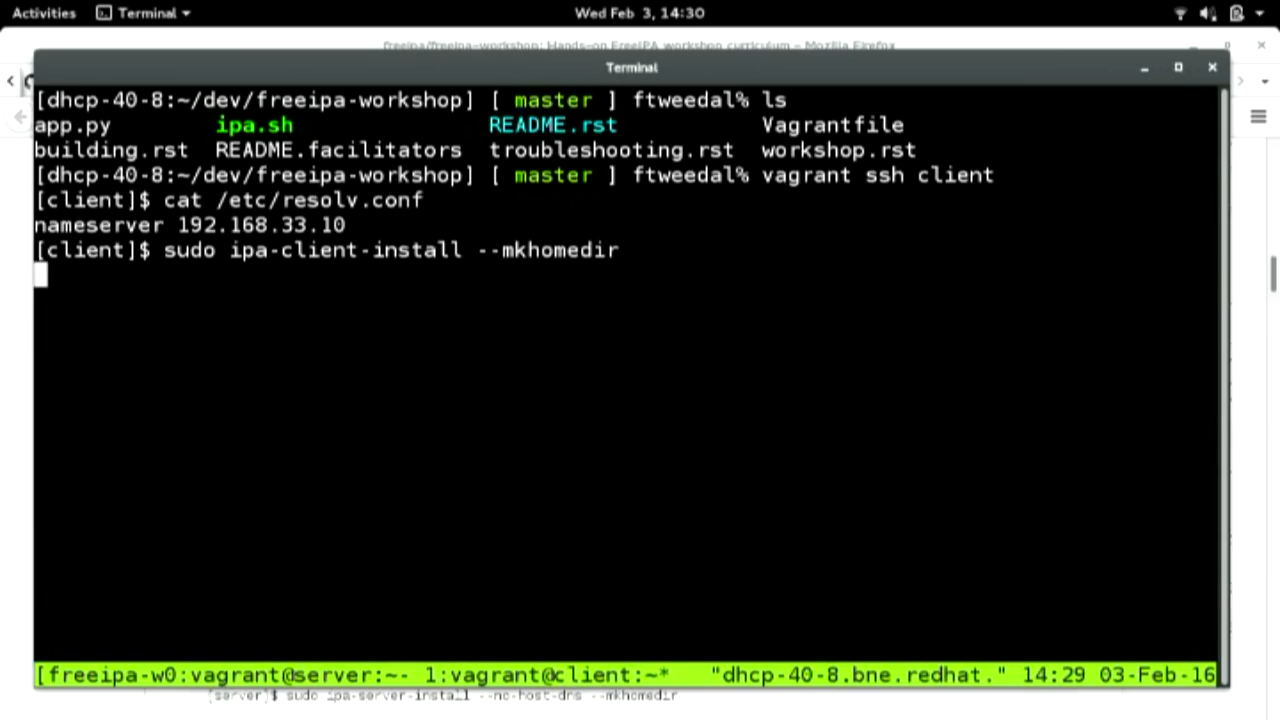 Activities Terminal Wed Feb 3, 14:30
freeipa/freeipa-workshop: Hands-on FreeIPA workshop curriculum - Mozilla Firefox
Terminal
[dhcp-40-8:~/dev/freeipa-workshop] [ master ] ftweedal% ls
app.py ipa.sh README.rst Vagrantfile
building.rst README.facilitators troubleshooting.rst workshop.rst
[dhcp-40-8:~/dev/freeipa-workshop] [ master ] ftweedal% vagrant ssh client
[client]$ cat /etc/resolv.conf
nameserver 192.168.33.10
[client]$ sudo ipa-client-install --mkhomedir
[freeipa-w0:vagrant@server:~- 1:vagrant@client:~* "dhcp-40-8.bne.redhat." 14:29 03-Feb-16
[server]$ sudo ipa-server-install --no-host-dns --mkhomedir